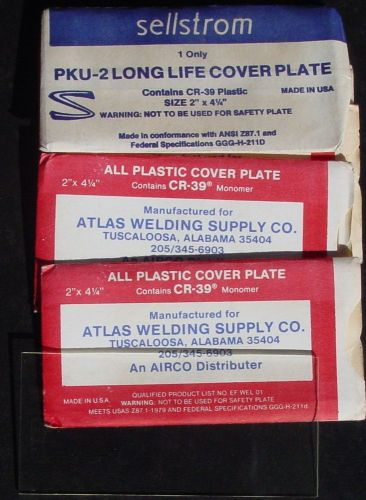 sellstrom
1 Only
PKU-2 LONG LIFE COVER PLATE
S
Contains CR-39 Plastic
MADE IN USA
SIZE 2" x 4¼"
WARNING: NOT TO BE USED FOR SAFETY PLATE
Made in conformance with ANSI Z87.1 and
Federal Specifications GGG-H-211D
ALL PLASTIC COVER PLATE
2" x 4¼"
Contains CR-39® Monomer
Manufactured for
ATLAS WELDING SUPPLY CO.
TUSCALOOSA, ALABAMA 35404
205/345-6903
An AIRCO
ALL PLASTIC COVER PLATE
2" x 4¼"
Contains CR-39® Monomer
Manufactured for
ATLAS WELDING SUPPLY CO.
TUSCALOOSA, ALABAMA 35404
205/345-6903
An AIRCO Distributer
QUALIFIED PRODUCT LIST NO. EF WEL 01
MADE IN U.S.A.
WARNING: NOT TO BE USED FOR SAFETY PLATE
MEETS USAS Z87.1-1979 AND FEDERAL SPECIFICATIONS GGG-H-211d